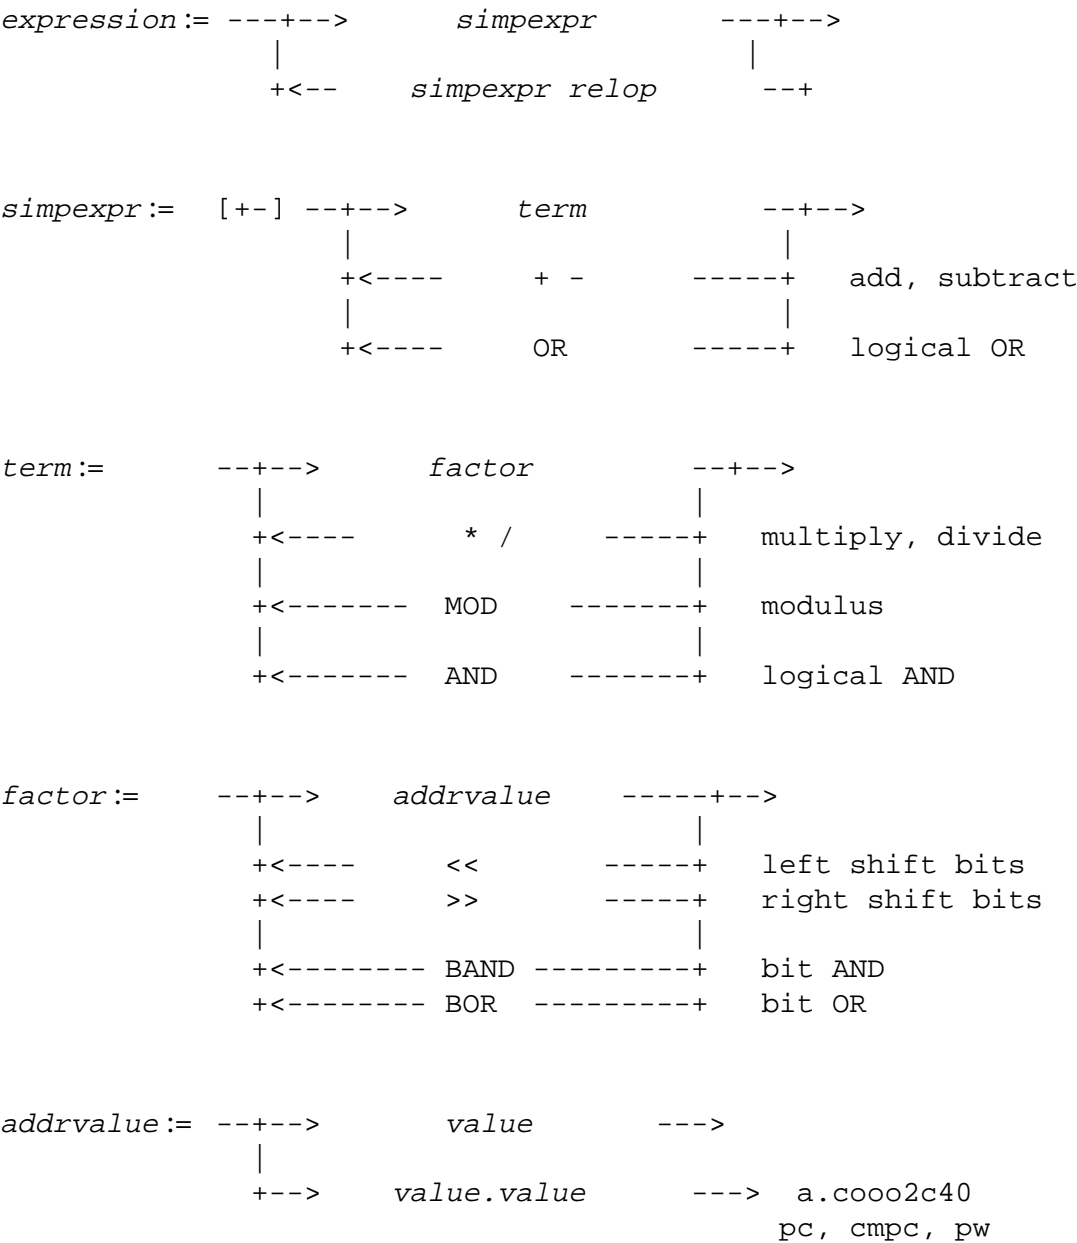 expression := ---+--> simpexpr ---+-->
| |
+<-- simpexpr relop --+
simpexpr := [+-] --+--> term --+-->
| |
+<---- + - -----+ add, subtract
| |
+<---- OR -----+ logical OR
term := --+--> factor --+-->
| |
+<---- * / -----+ multiply, divide
| |
+<------- MOD -------+ modulus
| |
+<------- AND -------+ logical AND
factor := --+--> addrvalue -----+-->
| |
+<---- << -----+ left shift bits
+<---- >> -----+ right shift bits
| |
+<-------- BAND ---------+ bit AND
+<-------- BOR ---------+ bit OR
addrvalue := --+--> value --->
|
+--> value.value ---> a.cooo2c40
pc, cmpc, pw